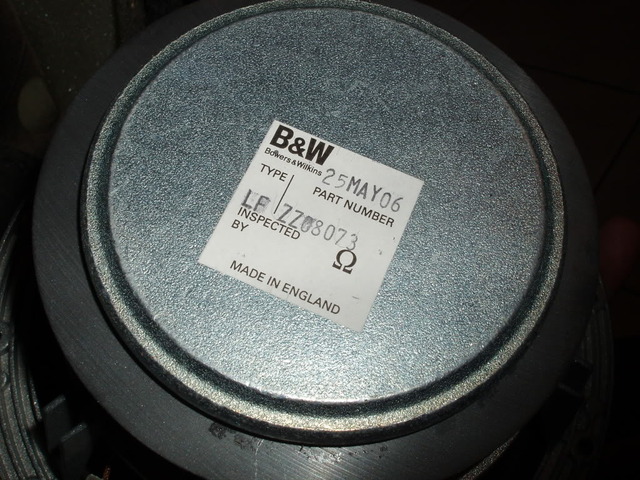 B&W
Bowers & Wilkins
25MAY06
TYPE
PART NUMBER
LF
ZZ08073
INSPECTED
BY
Ω
MADE IN ENGLAND